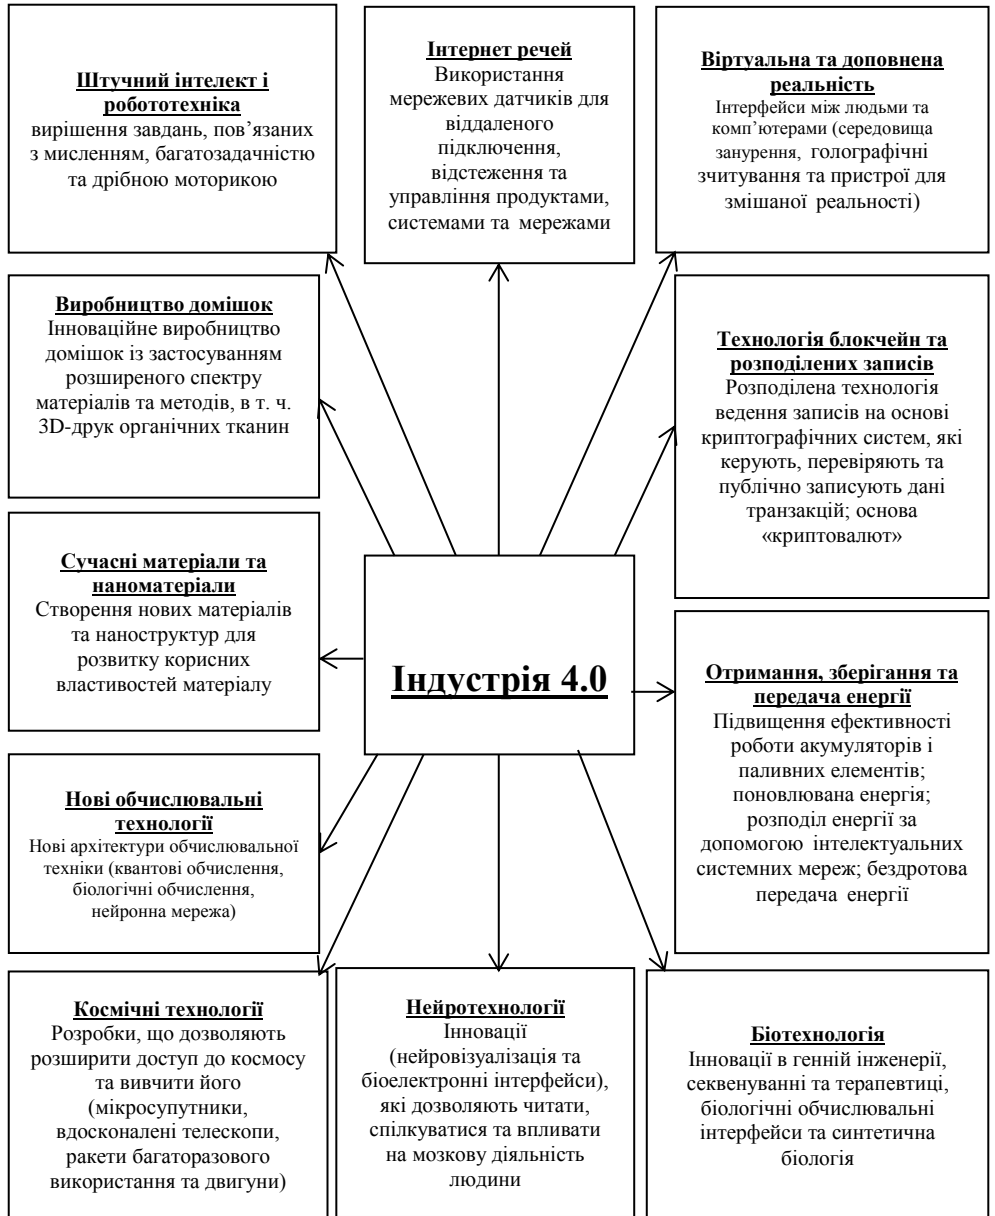 Штучний інтелект і
робототехніка
вирішення завдань, пов’язаних
з мисленням, багатозадачністю
та дрібною моторикою
Інтернет речей
Використання
мережевих датчиків для
віддаленого
підключення,
відстеження та
управління продуктами,
системами та мережами
Віртуальна та доповнена
реальність
Інтерфейси між людьми та
комп’ютерами (середовища
занурення, голографічні
зчитування та пристрої для
змішаної реальності)
Виробництво домішок
Інноваційне виробництво
домішок із застосуванням
розширеного спектру
матеріалів та методів, в т. ч.
3D-друк органічних тканин
Технологія блокчейн та
розподілених записів
Розподілена технологія
ведення записів на основі
криптографічних систем, які
керують, перевіряють та
публічно записують дані
транзакцій; основа
«криптовалют»
Сучасні матеріали та
наноматеріали
Створення нових матеріалів
та наноструктур для
розвитку корисних
властивостей матеріалу
Індустрія 4.0
Отримання, зберігання та
передача енергії
Підвищення ефективності
роботи акумуляторів і
паливних елементів;
поновлювана енергія;
розподіл енергії за
допомогою інтелектуальних
системних мереж; бездротова
передача енергії
Нові обчислювальні
технології
Нові архітектури обчислювальної
техніки (квантові обчислення,
біологічні обчислення,
нейронна мережа)
Космічні технології
Розробки, що дозволяють
розширити доступ до космосу
та вивчити його
(мікросупутники,
вдосконалені телескопи,
ракети багаторазового
використання та двигуни)
Нейротехнології
Інновації
(нейровізуалізація та
біоелектронні інтерфейси),
які дозволяють читати,
спілкуватися та впливати
на мозкову діяльність
людини
Біотехнологія
Інновації в генній інженерії,
секвенуванні та терапевтиці,
біологічні обчислювальні
інтерфейси та синтетична
біологія